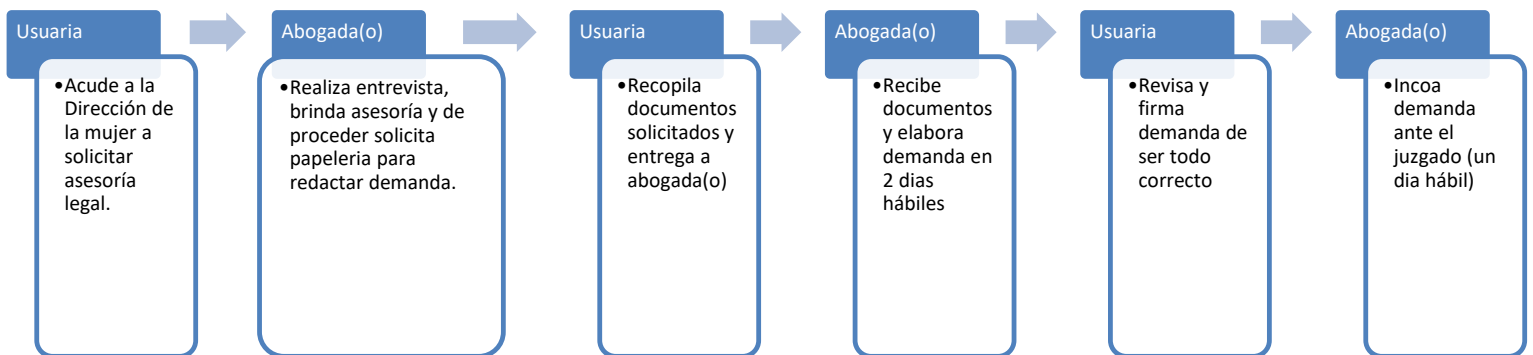 Usuaria
•Acude a la
Dirección de
la mujer a
solicitar
asesoría
legal.
Abogada(o)
•Realiza entrevista,
brinda asesoría y de
proceder solicita
papeleria para
redactar demanda.
Usuaria
•Recopila
documentos
solicitados y
entrega a
abogada(o)
Abogada(o)
•Recibe
documentos
y elabora
demanda en
2 dias
hábiles
Usuaria
•Revisa y
firma
demanda de
ser todo
correcto
Abogada(o)
•Incoa
demanda
ante el
juzgado (un
dia hábil)